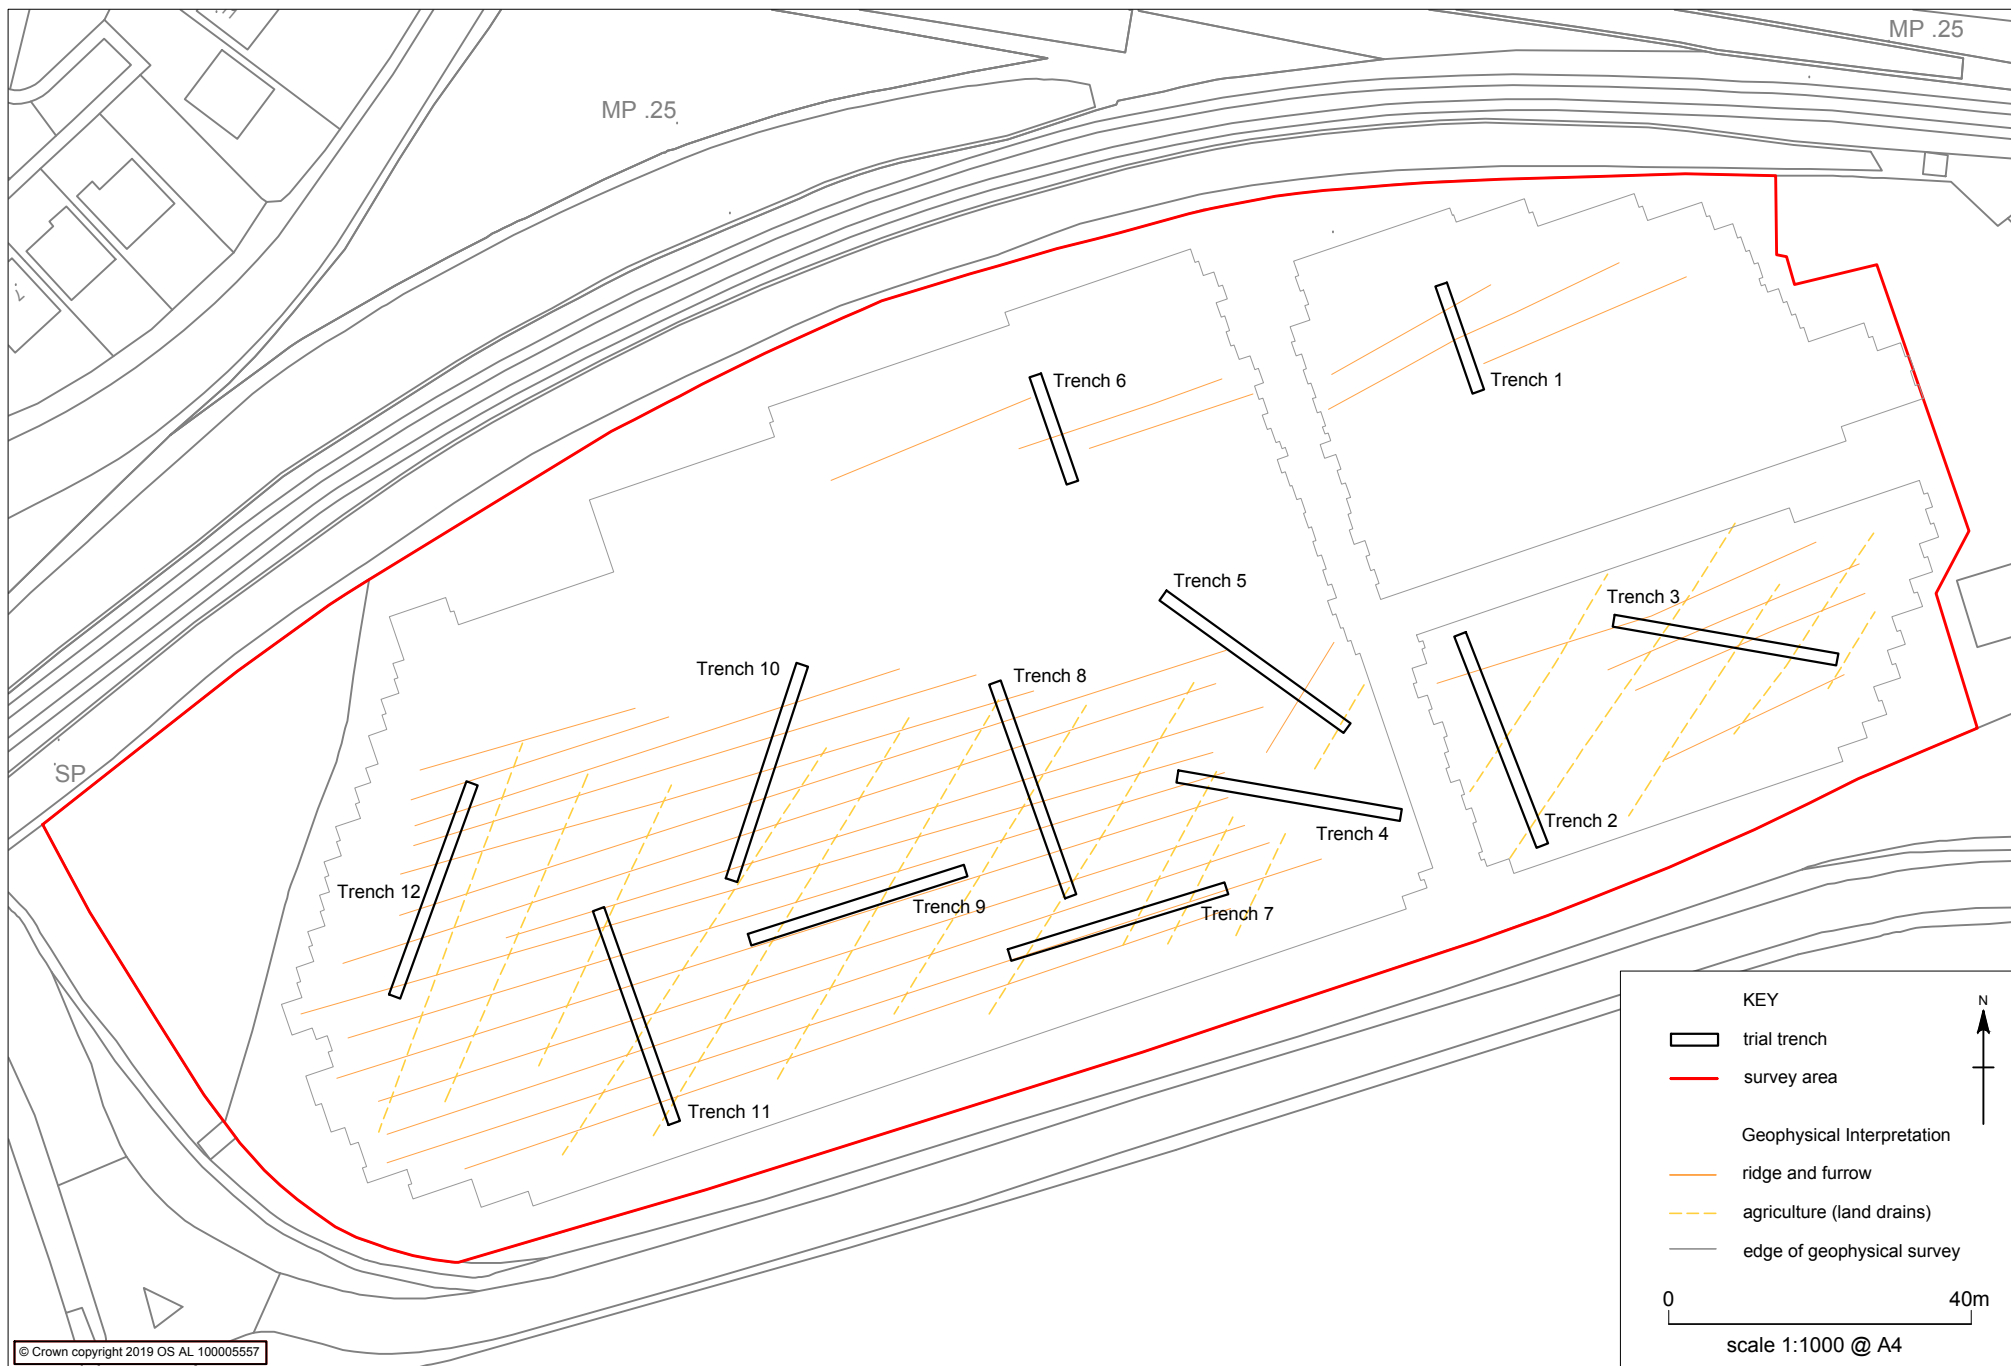 MP .25
MP .25
Trench 6
Trench 1
Trench 5
Trench 3
Trench 10
Trench 8
SP
Trench 4
Trench 2
Trench 12
Trench 9
Trench 7
Trench 11
KEY
N
trial trench
survey area
Geophysical Interpretation
ridge and furrow
agriculture (land drains)
edge of geophysical survey
0 40m
scale 1:1000 @ A4
© Crown copyright 2019 OS AL 100005557